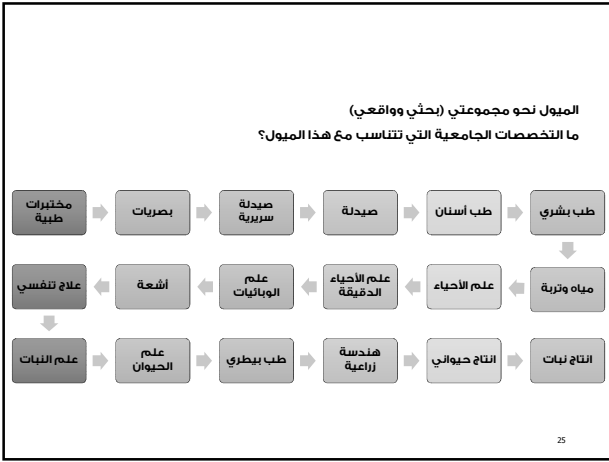 الميول نحو مجموعتي (بحثي وواقعي)
ما التخصصات الجامعية التي تتناسب مع هذا الميول؟
طب بشري
طب أسنان
صيدلة
صيدلة
سريرية
بصريات
مختبرات
طبية
مياه وتربة
علم الأحياء
علم الأحياء
الدقيقة
علم
الوبائيات
أشعة
علاج تنفسي
انتاج نبات
انتاج حيواني
هندسة
زراعية
طب بيطري
علم
الحيوان
علم النبات
25